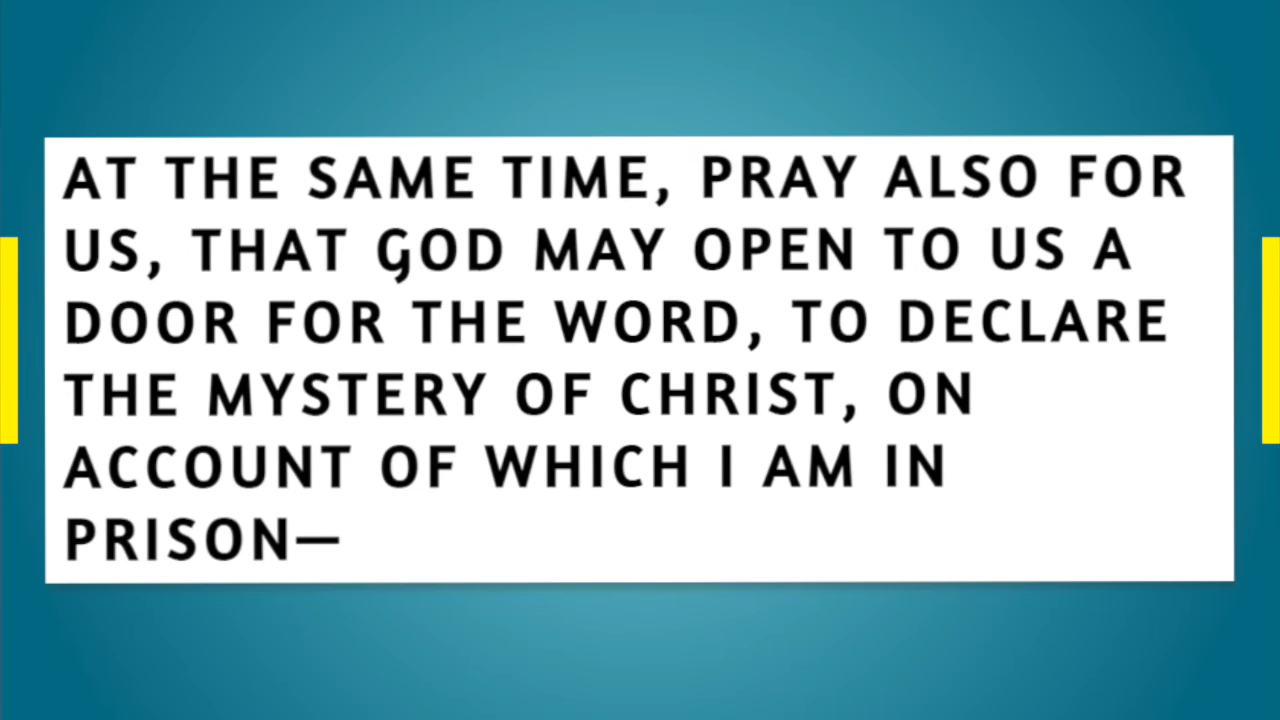 AT THE SAME TIME, PRAY ALSO FOR
US, THAT GOD MAY OPEN TO US A
DOOR FOR THE WORD, TO DECLARE
THE MYSTERY OF CHRIST, ON
ACCOUNT OF WHICH I AM IN
PRISON—